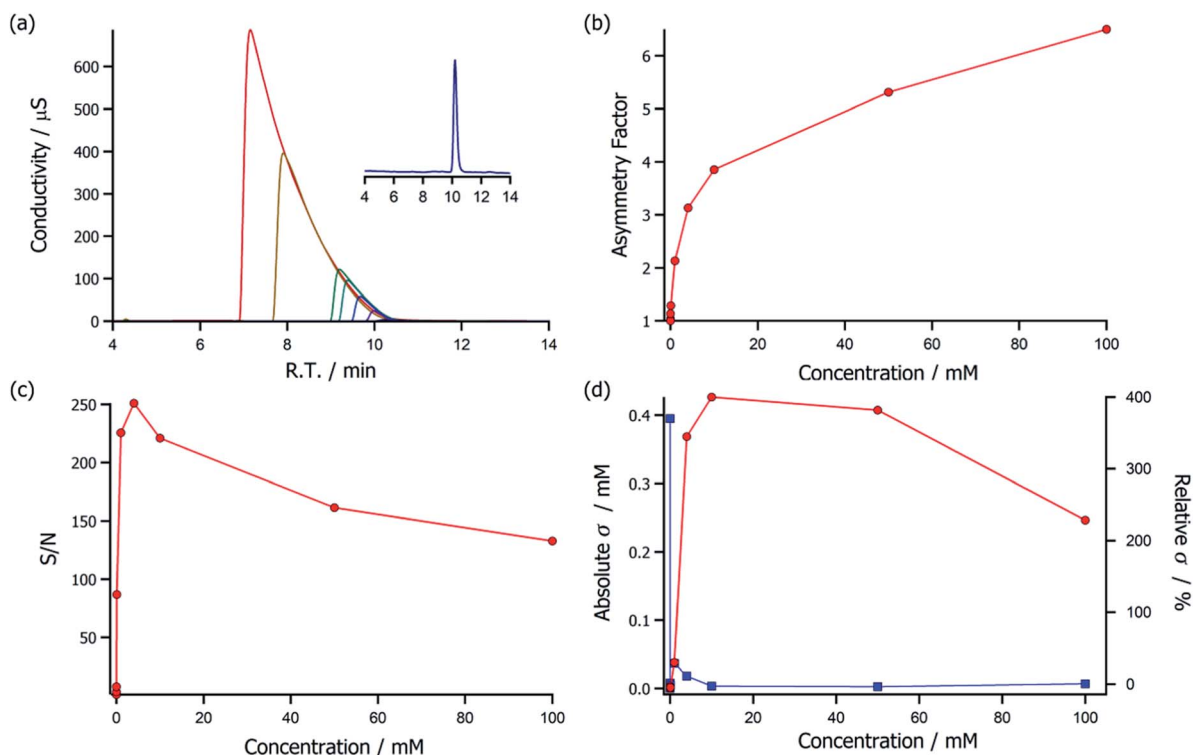 (a)
600
500
400
300
200
100
0
Conductivity / μS
4 6 8 10 12 14
4 6 8 10 12 14
R.T. / min
(b)
6
5
4
3
2
1
Asymmetry Factor
0 20 40 60 80 100
Concentration / mM
(c)
250
200
150
100
50
S/N
0 20 40 60 80 100
Concentration / mM
(d)
0.4
0.3
0.2
0.1
0.0
Absolute σ / mM
400
300
200
100
0
Relative σ / %
0 20 40 60 80 100
Concentration / mM